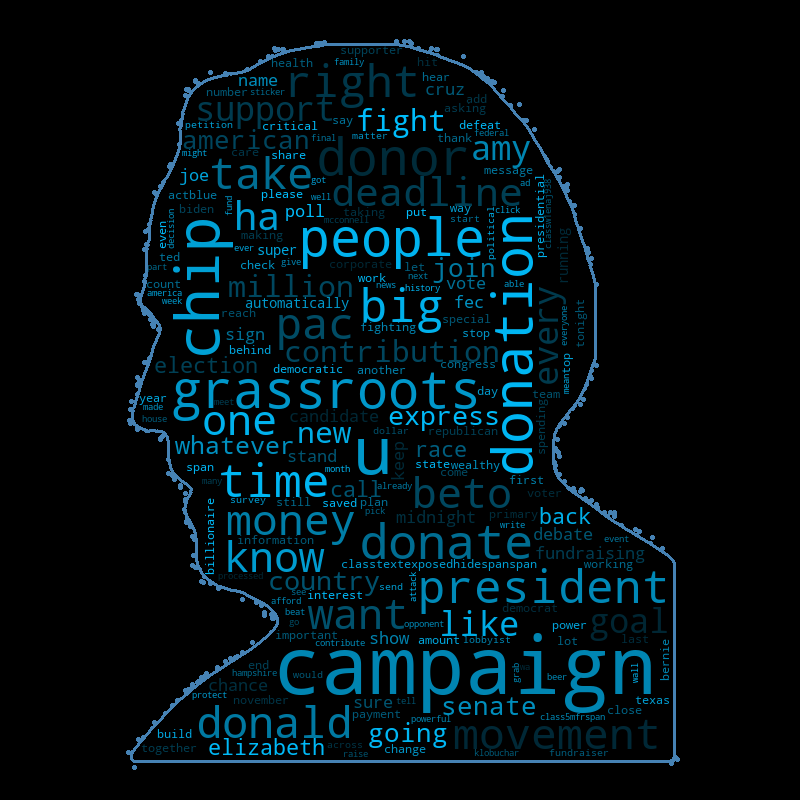 supporter
health family hit
right hear
name cruz
number sticker add
support asking
fight
petition critical say defeat
american final matter thank federal
might care donor amy
share message
joe take got ad
please deadline
actblue fund well click
biden ha poll taking put way
even decision mcconnell start political presidential
making super people running
ted chip ever corporate let join
part check give work next able
america count million news history vote
week automatically big fec
reach pac fighting special tonight
sign stop everyone
behind contribution every
election democratic another congress
donation meantop
year grassroots day team
made meet
house one candidate express spending
new dollar republican
whatever u race
stand keep
span time state wealthy
month come first
many call already beto voter
survey saved plan
still pick primary
billionaire money midnight write back event
information donate debate
know fundraising
classtextexposedhidespanspan working
processed country attack president
see interest send
afford want democrat
beat opponent like goal
go power
important show amount lobbyist lot last
end contribute campaign bernie
hampshire would grab wall
chance beer
protect november sure tell senate texas
donald payment powerful class5mfrspan close
build going movement
together elizabeth across change
raise klobuchar fundraiser